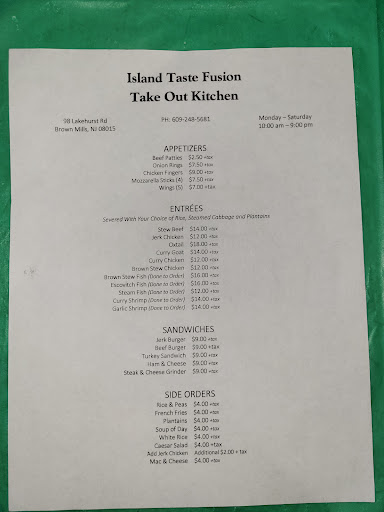 Island Taste Fusion
Take Out Kitchen
98 Lakehurst Rd PH: 609-248-5681 Monday – Saturday
Brown Mills, NJ 08015 10:00 am – 9:00 pm
APPETIZERS
Beef Patties $2.50 +tax
Onion Rings $7.50 +tax
Chicken Fingers $9.00 +tax
Mozzarella Sticks (4) $7.50 +tax
Wings (5) $7.00 +tax
ENTRÉES
Severed With Your Choice of Rice, Steamed Cabbage and Plantains
Stew Beef $14.00 +tax
Jerk Chicken $12.00 +tax
Oxtail $18.00 +tax
Curry Goat $14.00 +tax
Curry Chicken $12.00 +tax
Brown Stew Chicken $12.00 +tax
Brown Stew Fish (Done to Order) $16.00 +tax
Escovitch Fish (Done to Order) $16.00 +tax
Steam Fish (Done to Order) $12.00 +tax
Curry Shrimp (Done to Order) $14.00 +tax
Garlic Shrimp (Done to Order) $14.00 +tax
SANDWICHES
Jerk Burger $9.00 +tax
Beef Burger $9.00 +tax
Turkey Sandwich $9.00 +tax
Ham & Cheese $9.00 +tax
Steak & Cheese Grinder $9.00 +tax
SIDE ORDERS
Rice & Peas $4.00 +tax
French Fries $4.00 +tax
Plantains $4.00 +tax
Soup of Day $4.00 +tax
White Rice $4.00 +tax
Caesar Salad $4.00 +tax
Add Jerk Chicken Additional $2.00 + tax
Mac & Cheese $4.00 +tax